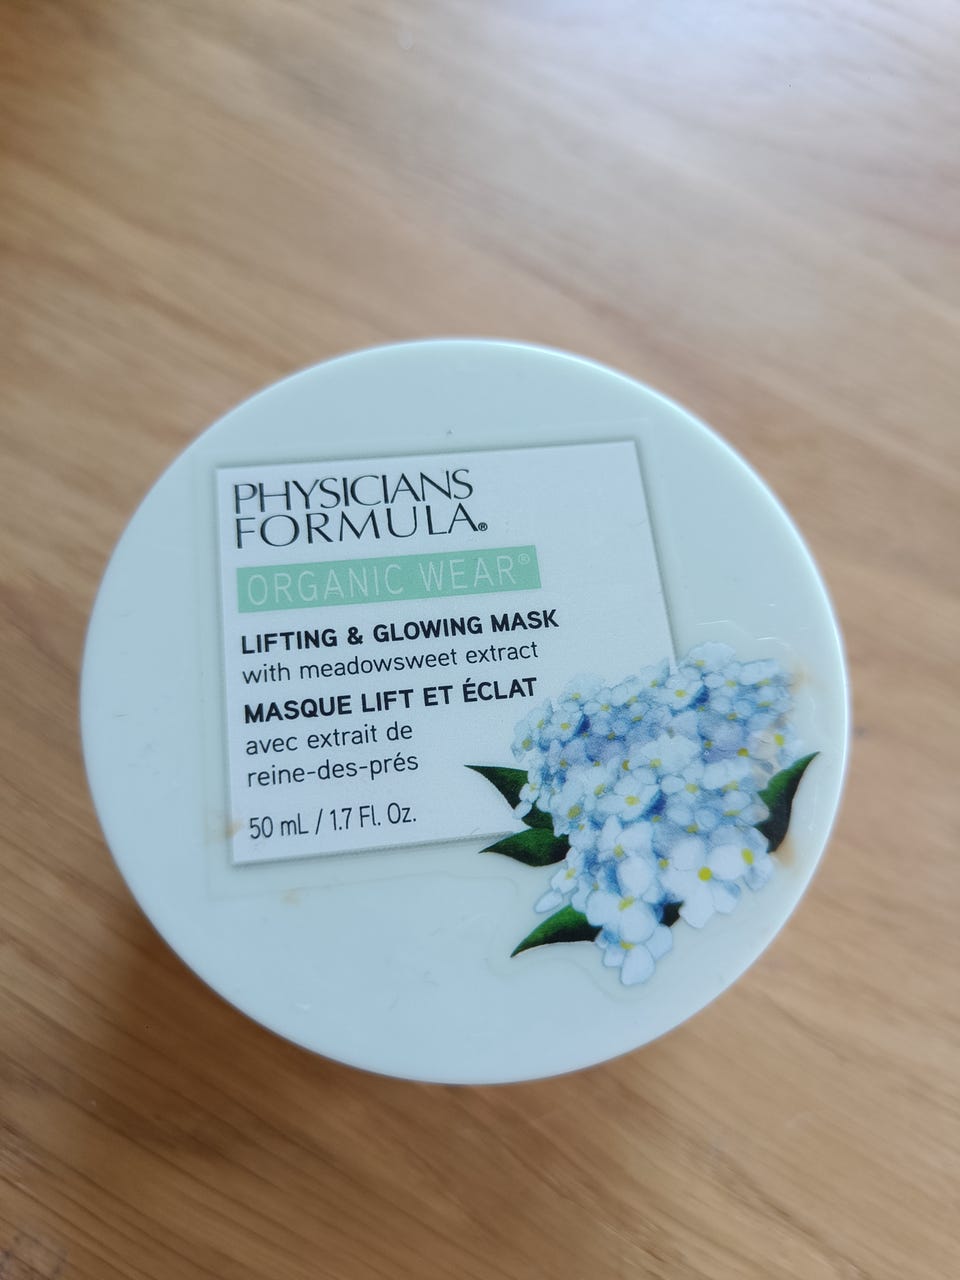 PHYSICIANS
FORMULA®
ORGANIC WEAR®
LIFTING & GLOWING MASK
with meadowsweet extract
MASQUE LIFT ET ÉCLAT
avec extrait de
reine-des-prés
50 mL / 1.7 Fl. Oz.